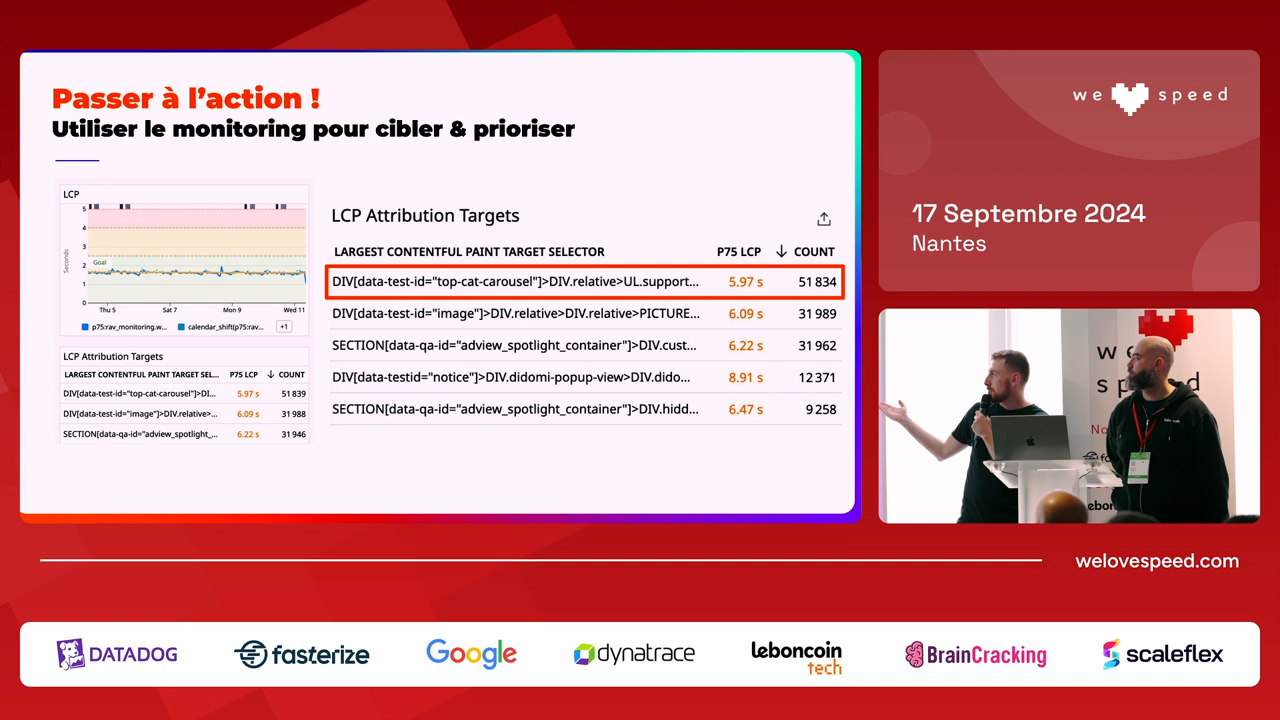 Passer à l’action !
Utiliser le monitoring pour cibler & prioriser
LCP
5
4
3
2
1
0
Seconds
Goal
Thu 5
Sat 7
Mon 9
Wed 11
p75:rav_monitoring.w...
calendar_shift(p75:rav...
+1
LCP Attribution Targets
LARGEST CONTENTFUL PAINT TARGET SEL... P75 LCP ↓ COUNT
DIV[data-test-id="top-cat-carousel"]>DI... 5.97 s 51 839
DIV[data-test-id="image"]>DIV.relative>... 6.09 s 31 988
SECTION[data-qa-id="adview_spotlight_... 6.22 s 31 946
LCP Attribution Targets
LARGEST CONTENTFUL PAINT TARGET SELECTOR P75 LCP ↓ COUNT
DIV[data-test-id="top-cat-carousel"]>DIV.relative>UL.support... 5.97 s 51 834
DIV[data-test-id="image"]>DIV.relative>DIV.relative>PICTURE... 6.09 s 31 989
SECTION[data-qa-id="adview_spotlight_container"]>DIV.cust... 6.22 s 31 962
DIV[data-testid="notice"]>DIV.didomi-popup-view>DIV.dido... 8.91 s 12 371
SECTION[data-qa-id="adview_spotlight_container"]>DIV.hidd... 6.47 s 9 258
we speed
17 Septembre 2024
Nantes
w
speed
welovespeed.com
DATADOG
fasterize
Google
dynatrace
leboncoin
tech
BrainCracking
scaleflex